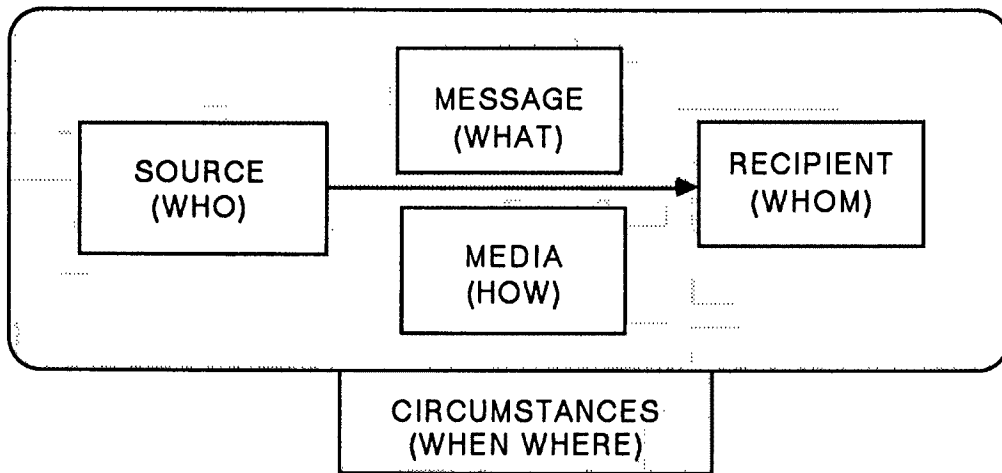 MESSAGE
(WHAT)
SOURCE
(WHO)
RECIPIENT
(WHOM)
MEDIA
(HOW)
CIRCUMSTANCES
(WHEN WHERE)